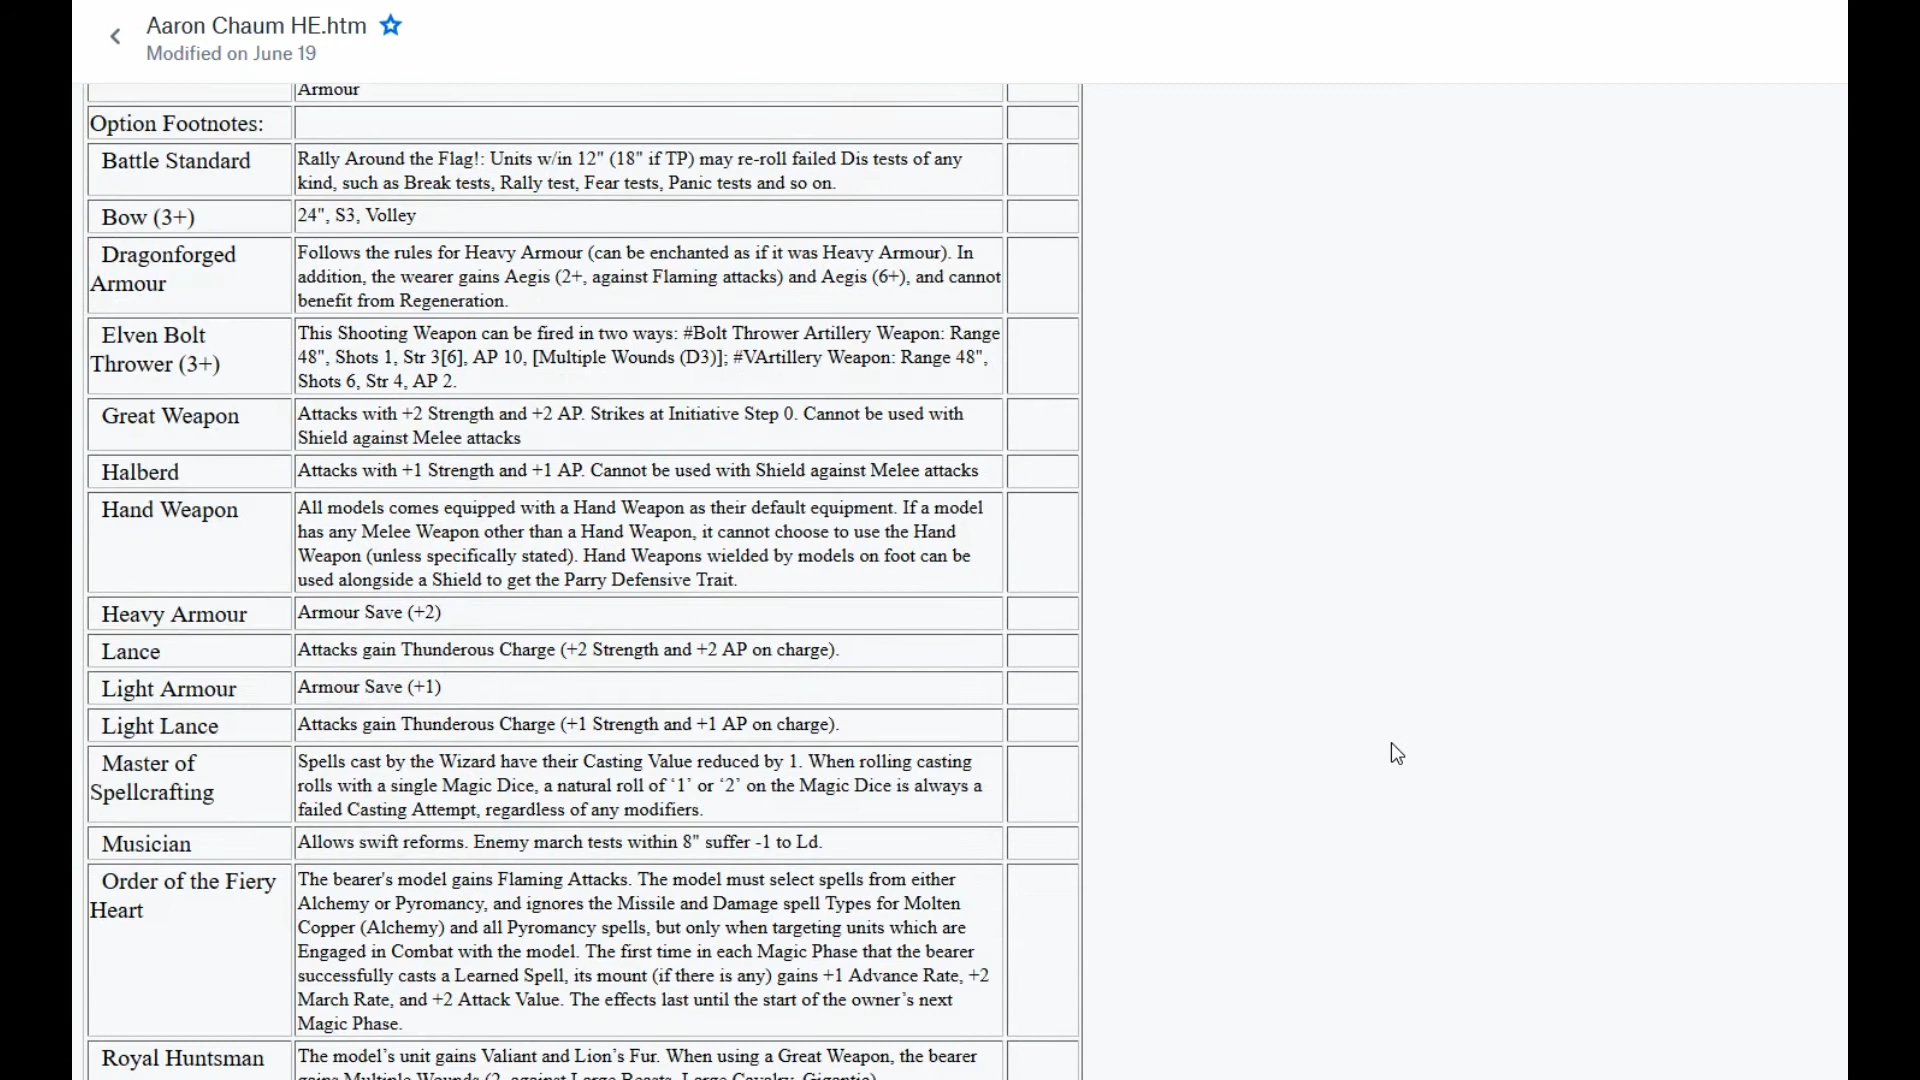 Aaron Chaum HE.htm
Modified on June 19
Armour
Option Footnotes:
Battle Standard
Rally Around the Flag!: Units w/in 12" (18" if TP) may re-roll failed Dis tests of any
kind, such as Break tests, Rally test, Fear tests, Panic tests and so on.
Bow (3+)
24", S3, Volley
Dragonforged
Armour
Follows the rules for Heavy Armour (can be enchanted as if it was Heavy Armour). In
addition, the wearer gains Aegis (2+, against Flaming attacks) and Aegis (6+), and cannot
benefit from Regeneration.
Elven Bolt
Thrower (3+)
This Shooting Weapon can be fired in two ways: #Bolt Thrower Artillery Weapon: Range
48", Shots 1, Str 3[6], AP 10, [Multiple Wounds (D3)]; #VArtillery Weapon: Range 48",
Shots 6, Str 4, AP 2.
Great Weapon
Attacks with +2 Strength and +2 AP. Strikes at Initiative Step 0. Cannot be used with
Shield against Melee attacks
Halberd
Attacks with +1 Strength and +1 AP. Cannot be used with Shield against Melee attacks
Hand Weapon
All models comes equipped with a Hand Weapon as their default equipment. If a model
has any Melee Weapon other than a Hand Weapon, it cannot choose to use the Hand
Weapon (unless specifically stated). Hand Weapons wielded by models on foot can be
used alongside a Shield to get the Parry Defensive Trait.
Heavy Armour
Armour Save (+2)
Lance
Attacks gain Thunderous Charge (+2 Strength and +2 AP on charge).
Light Armour
Armour Save (+1)
Light Lance
Attacks gain Thunderous Charge (+1 Strength and +1 AP on charge).
Master of
Spellcrafting
Spells cast by the Wizard have their Casting Value reduced by 1. When rolling casting
rolls with a single Magic Dice, a natural roll of ‘1’ or ‘2’ on the Magic Dice is always a
failed Casting Attempt, regardless of any modifiers.
Musician
Allows swift reforms. Enemy march tests within 8" suffer -1 to Ld.
Order of the Fiery
Heart
The bearer's model gains Flaming Attacks. The model must select spells from either
Alchemy or Pyromancy, and ignores the Missile and Damage spell Types for Molten
Copper (Alchemy) and all Pyromancy spells, but only when targeting units which are
Engaged in Combat with the model. The first time in each Magic Phase that the bearer
successfully casts a Learned Spell, its mount (if there is any) gains +1 Advance Rate, +2
March Rate, and +2 Attack Value. The effects last until the start of the owner’s next
Magic Phase.
Royal Huntsman
The model’s unit gains Valiant and Lion’s Fur. When using a Great Weapon, the bearer
gains Multiple Wounds (2, against Large Beasts, Large Cavalry, Gigantic)